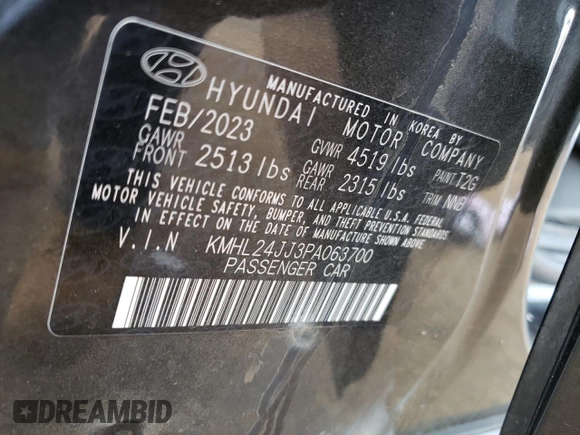 MANUFACTURED IN KOREA BY
HYUNDAI MOTOR COMPANY
FEB/2023 GVWR 4519 lbs PAINT T2G
GAWR FRONT 2513 lbs GAWR REAR 2315 lbs TRIM NNB
THIS VEHICLE CONFORMS TO ALL APPLICABLE U.S.A. FEDERAL
MOTOR VEHICLE SAFETY, BUMPER, AND THEFT PREVENTION STANDARDS
IN EFFECT ON THE DATE OF MANUFACTURE SHOWN ABOVE.
V.I.N KMHL24JJ3PA063700
PASSENGER CAR
DREAMBID